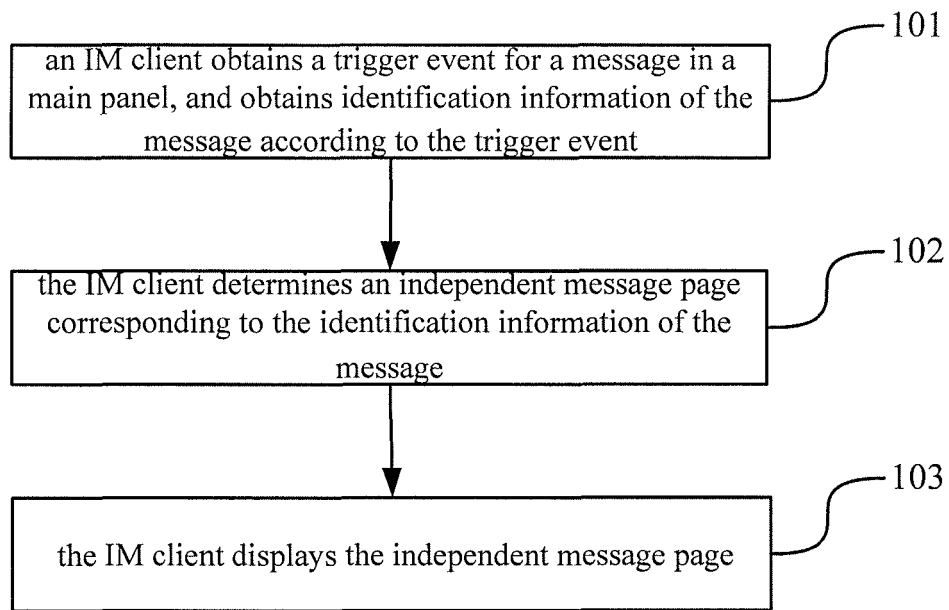 101
an IM client obtains a trigger event for a message in a
main panel, and obtains identification information of the
message according to the trigger event
102
the IM client determines an independent message page
corresponding to the identification information of the
message
103
the IM client displays the independent message page